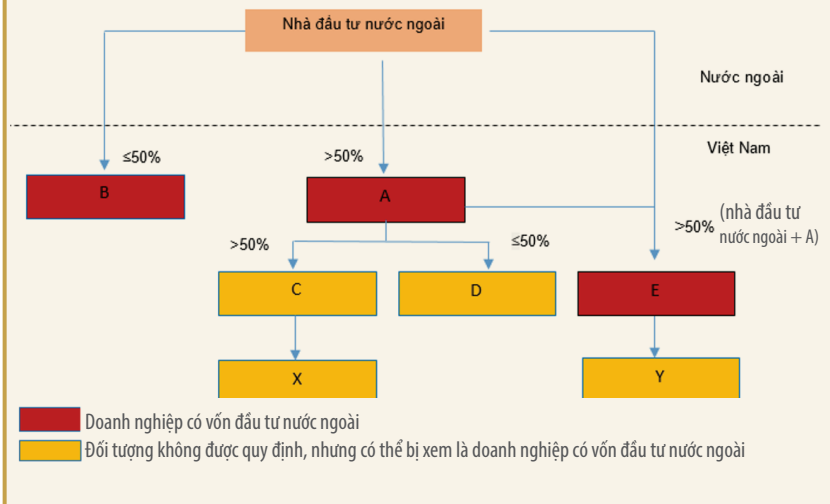 Nhà đầu tư nước ngoài
Nước ngoài
Việt Nam
≤50%
>50%
B
A
>50% (nhà đầu tư
nước ngoài + A)
>50%
≤50%
C
D
E
X
Y
Doanh nghiệp có vốn đầu tư nước ngoài
Đối tượng không được quy định, nhưng có thể bị xem là doanh nghiệp có vốn đầu tư nước ngoài